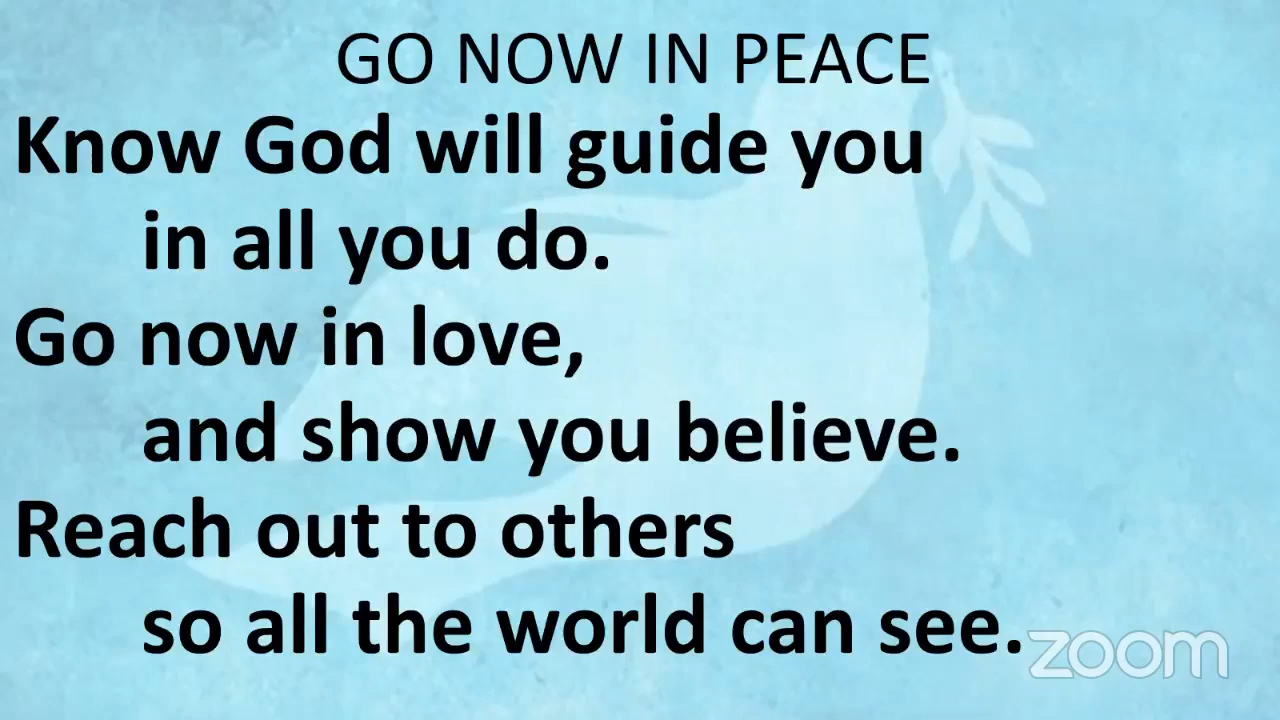 GO NOW IN PEACE
Know God will guide you
in all you do.
Go now in love,
and show you believe.
Reach out to others
so all the world can see.
zoom